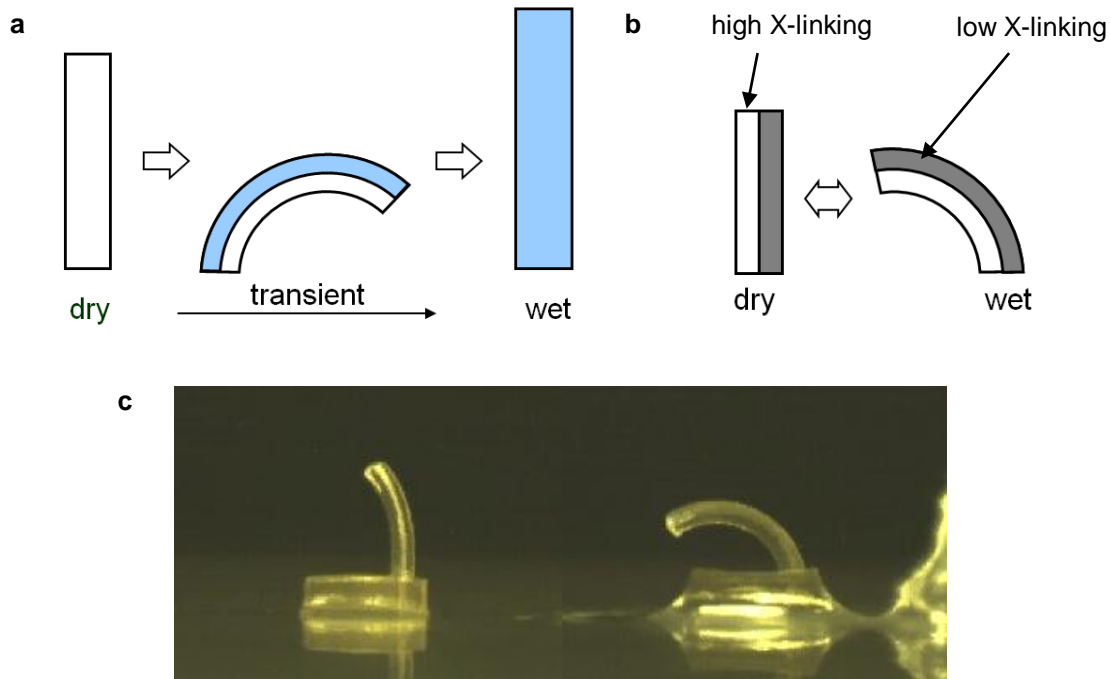 a
dry
transient
wet
b
high X-linking
low X-linking
dry
wet
c